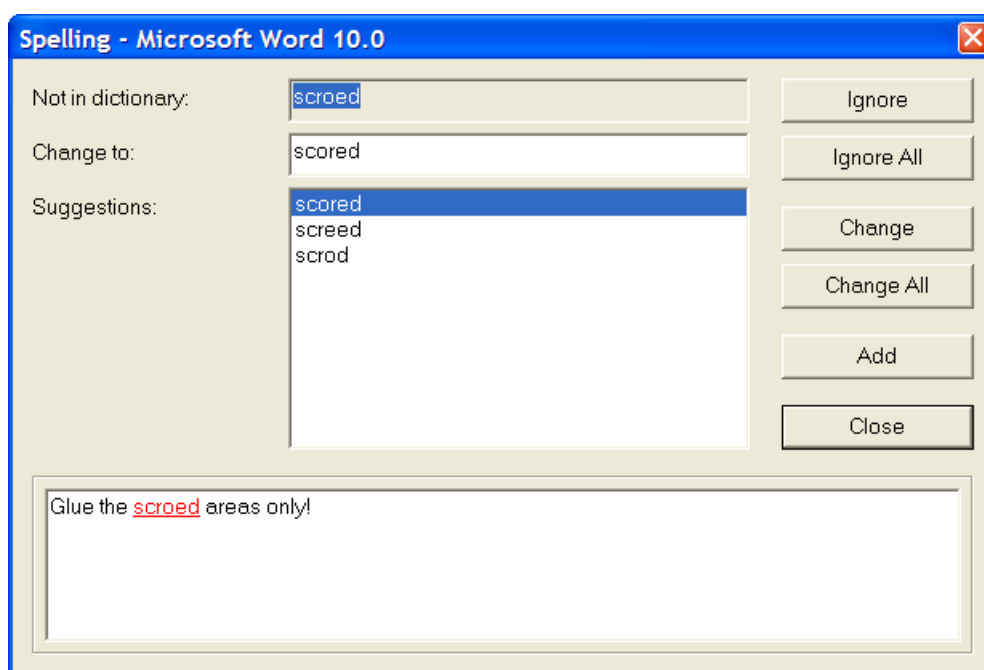 Spelling - Microsoft Word 10.0
Not in dictionary:
scroed
Ignore
Change to:
scored
Ignore All
Suggestions:
scored
screed
scrod
Change
Change All
Add
Close
Glue the scroed areas only!